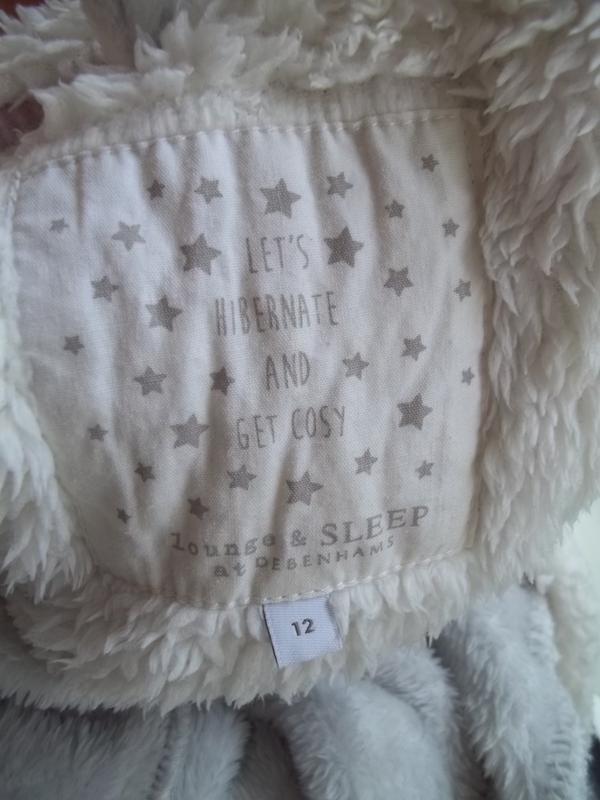 LET'S
HIBERNATE
AND
GET COSY
lounge & SLEEP
at DEBENHAMS
12